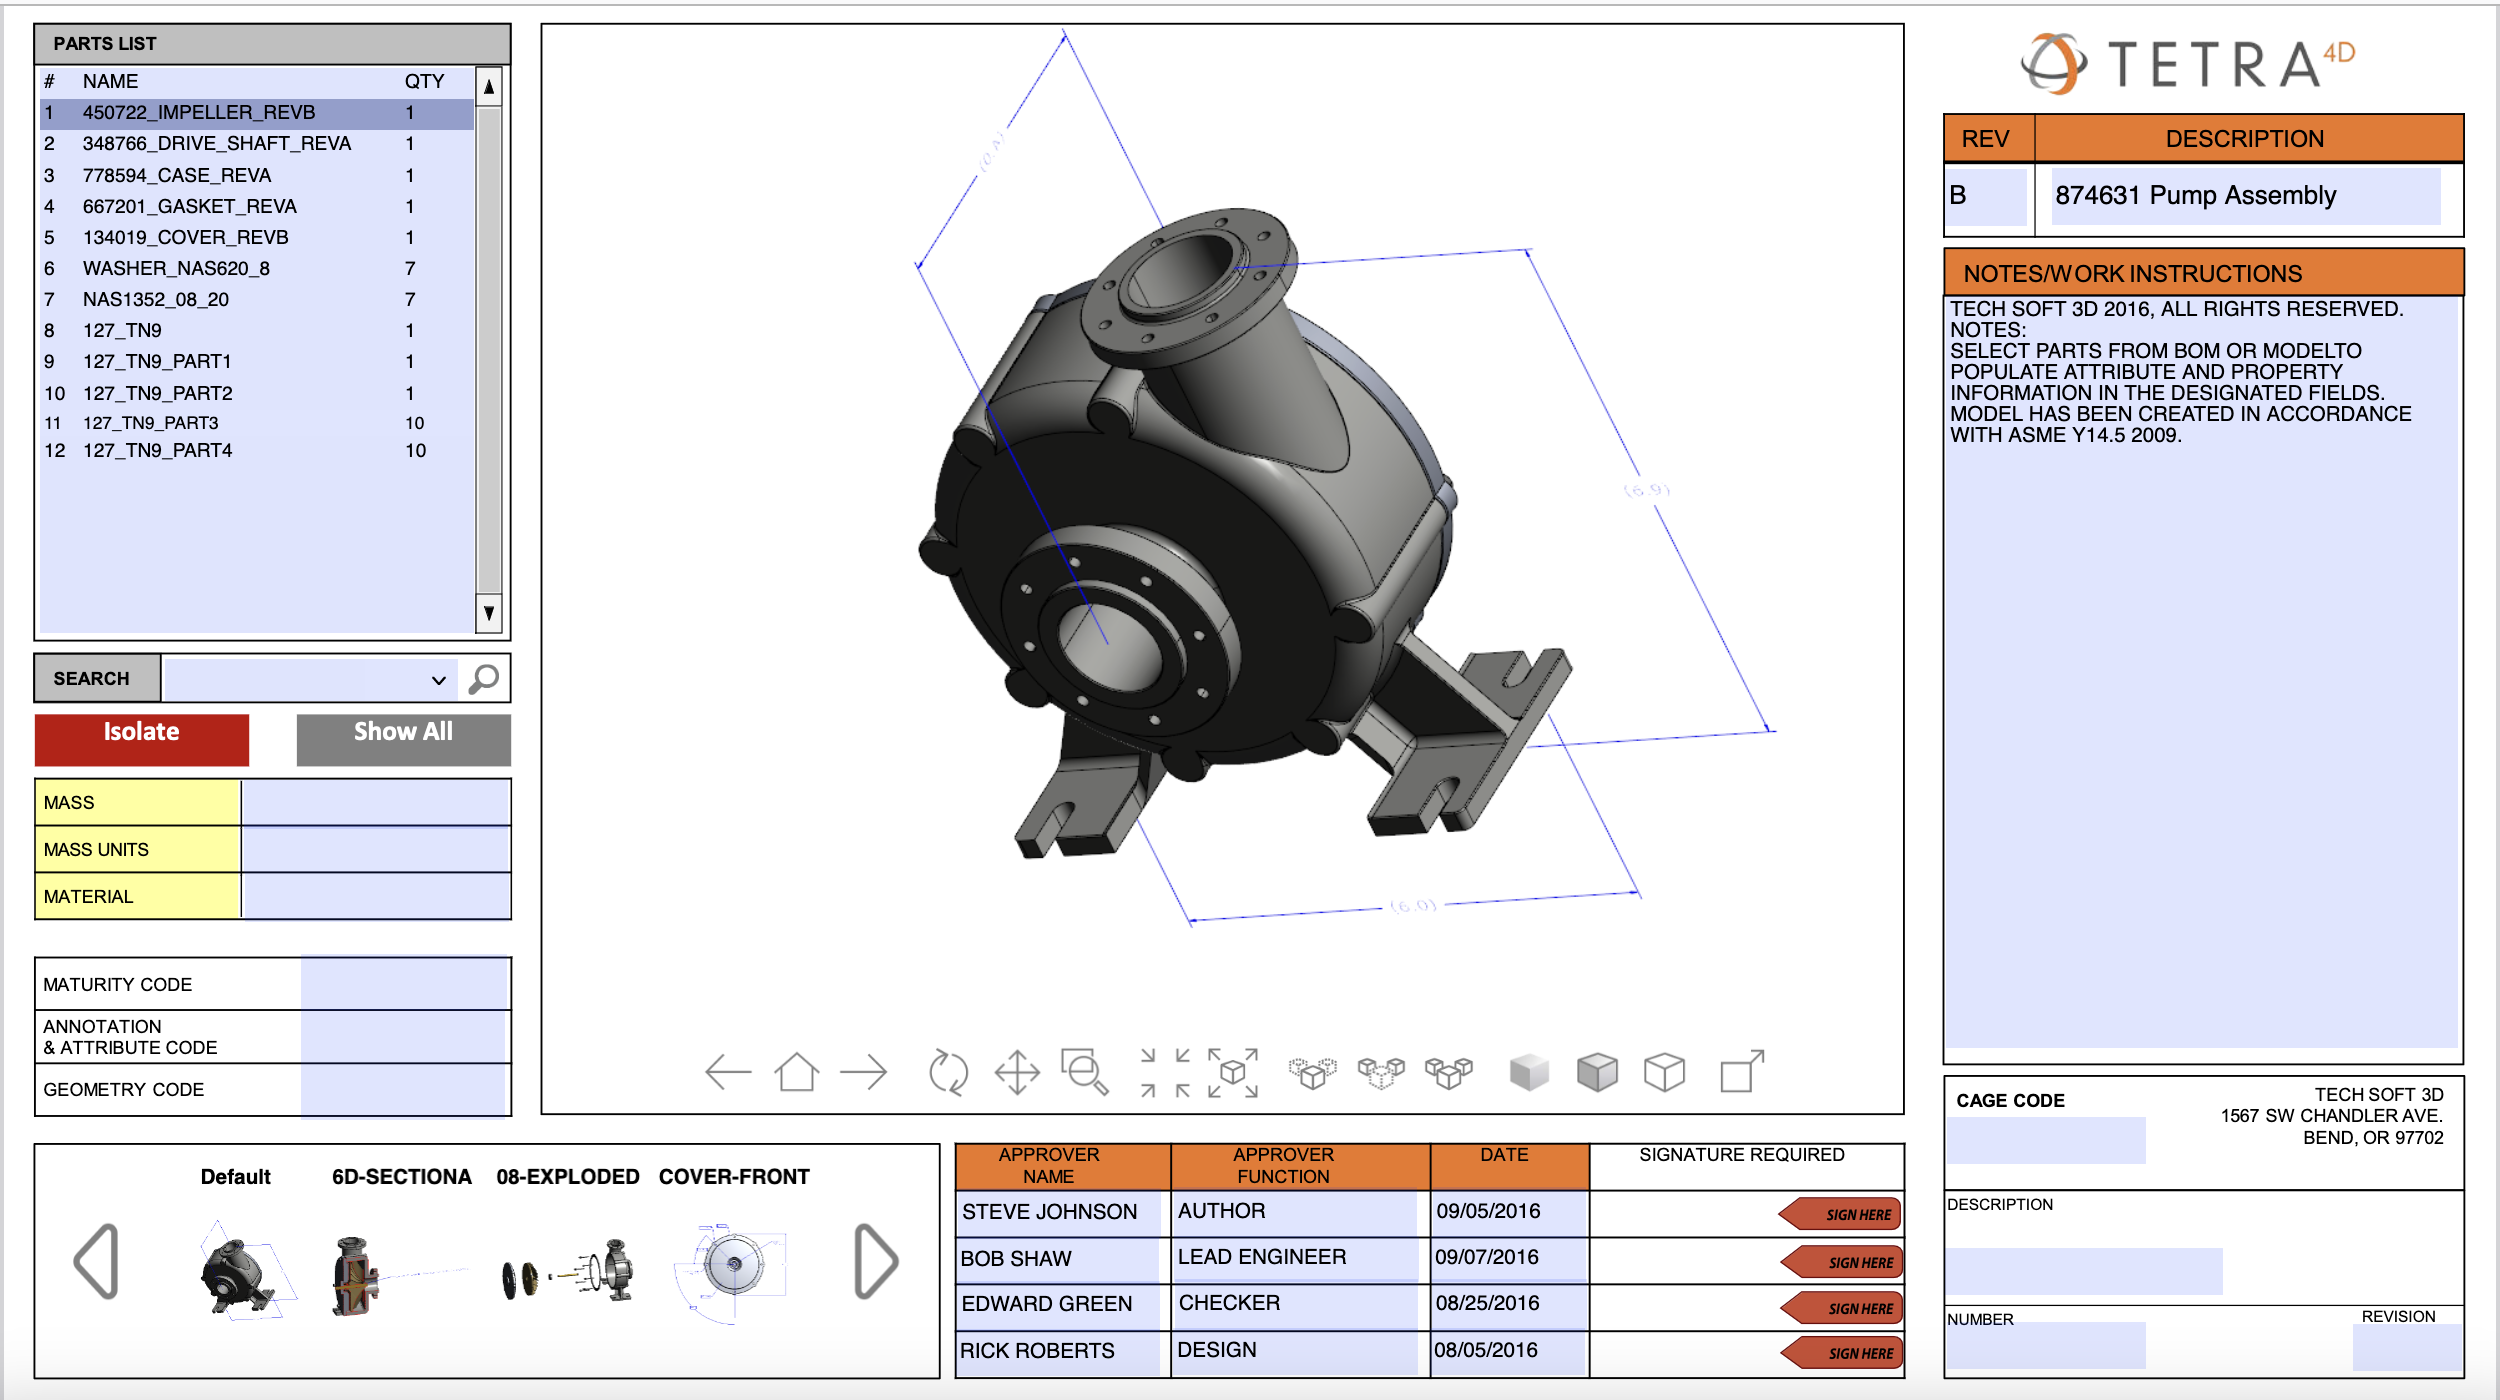 PARTS LIST
# NAME QTY
1 450722_IMPELLER_REVB 1
2 348766_DRIVE_SHAFT_REVA 1
3 778594_CASE_REVA 1
4 667201_GASKET_REVA 1
5 134019_COVER_REVB 1
6 WASHER_NAS620_8 7
7 NAS1352_08_20 7
8 127_TN9 1
9 127_TN9_PART1 1
10 127_TN9_PART2 1
11 127_TN9_PART3 10
12 127_TN9_PART4 10
SEARCH
Isolate Show All
MASS
MASS UNITS
MATERIAL
MATURITY CODE
ANNOTATION
& ATTRIBUTE CODE
GEOMETRY CODE
(6.9)
(6.0)
TETRA4D
REV DESCRIPTION
B 874631 Pump Assembly
NOTES/WORK INSTRUCTIONS
TECH SOFT 3D 2016, ALL RIGHTS RESERVED.
NOTES:
SELECT PARTS FROM BOM OR MODELTO
POPULATE ATTRIBUTE AND PROPERTY
INFORMATION IN THE DESIGNATED FIELDS.
MODEL HAS BEEN CREATED IN ACCORDANCE
WITH ASME Y14.5 2009.
Default 6D-SECTIONA 08-EXPLODED COVER-FRONT
APPROVER NAME APPROVER FUNCTION DATE SIGNATURE REQUIRED
STEVE JOHNSON AUTHOR 09/05/2016 SIGN HERE
BOB SHAW LEAD ENGINEER 09/07/2016 SIGN HERE
EDWARD GREEN CHECKER 08/25/2016 SIGN HERE
RICK ROBERTS DESIGN 08/05/2016 SIGN HERE
CAGE CODE
TECH SOFT 3D
1567 SW CHANDLER AVE.
BEND, OR 97702
DESCRIPTION
NUMBER REVISION